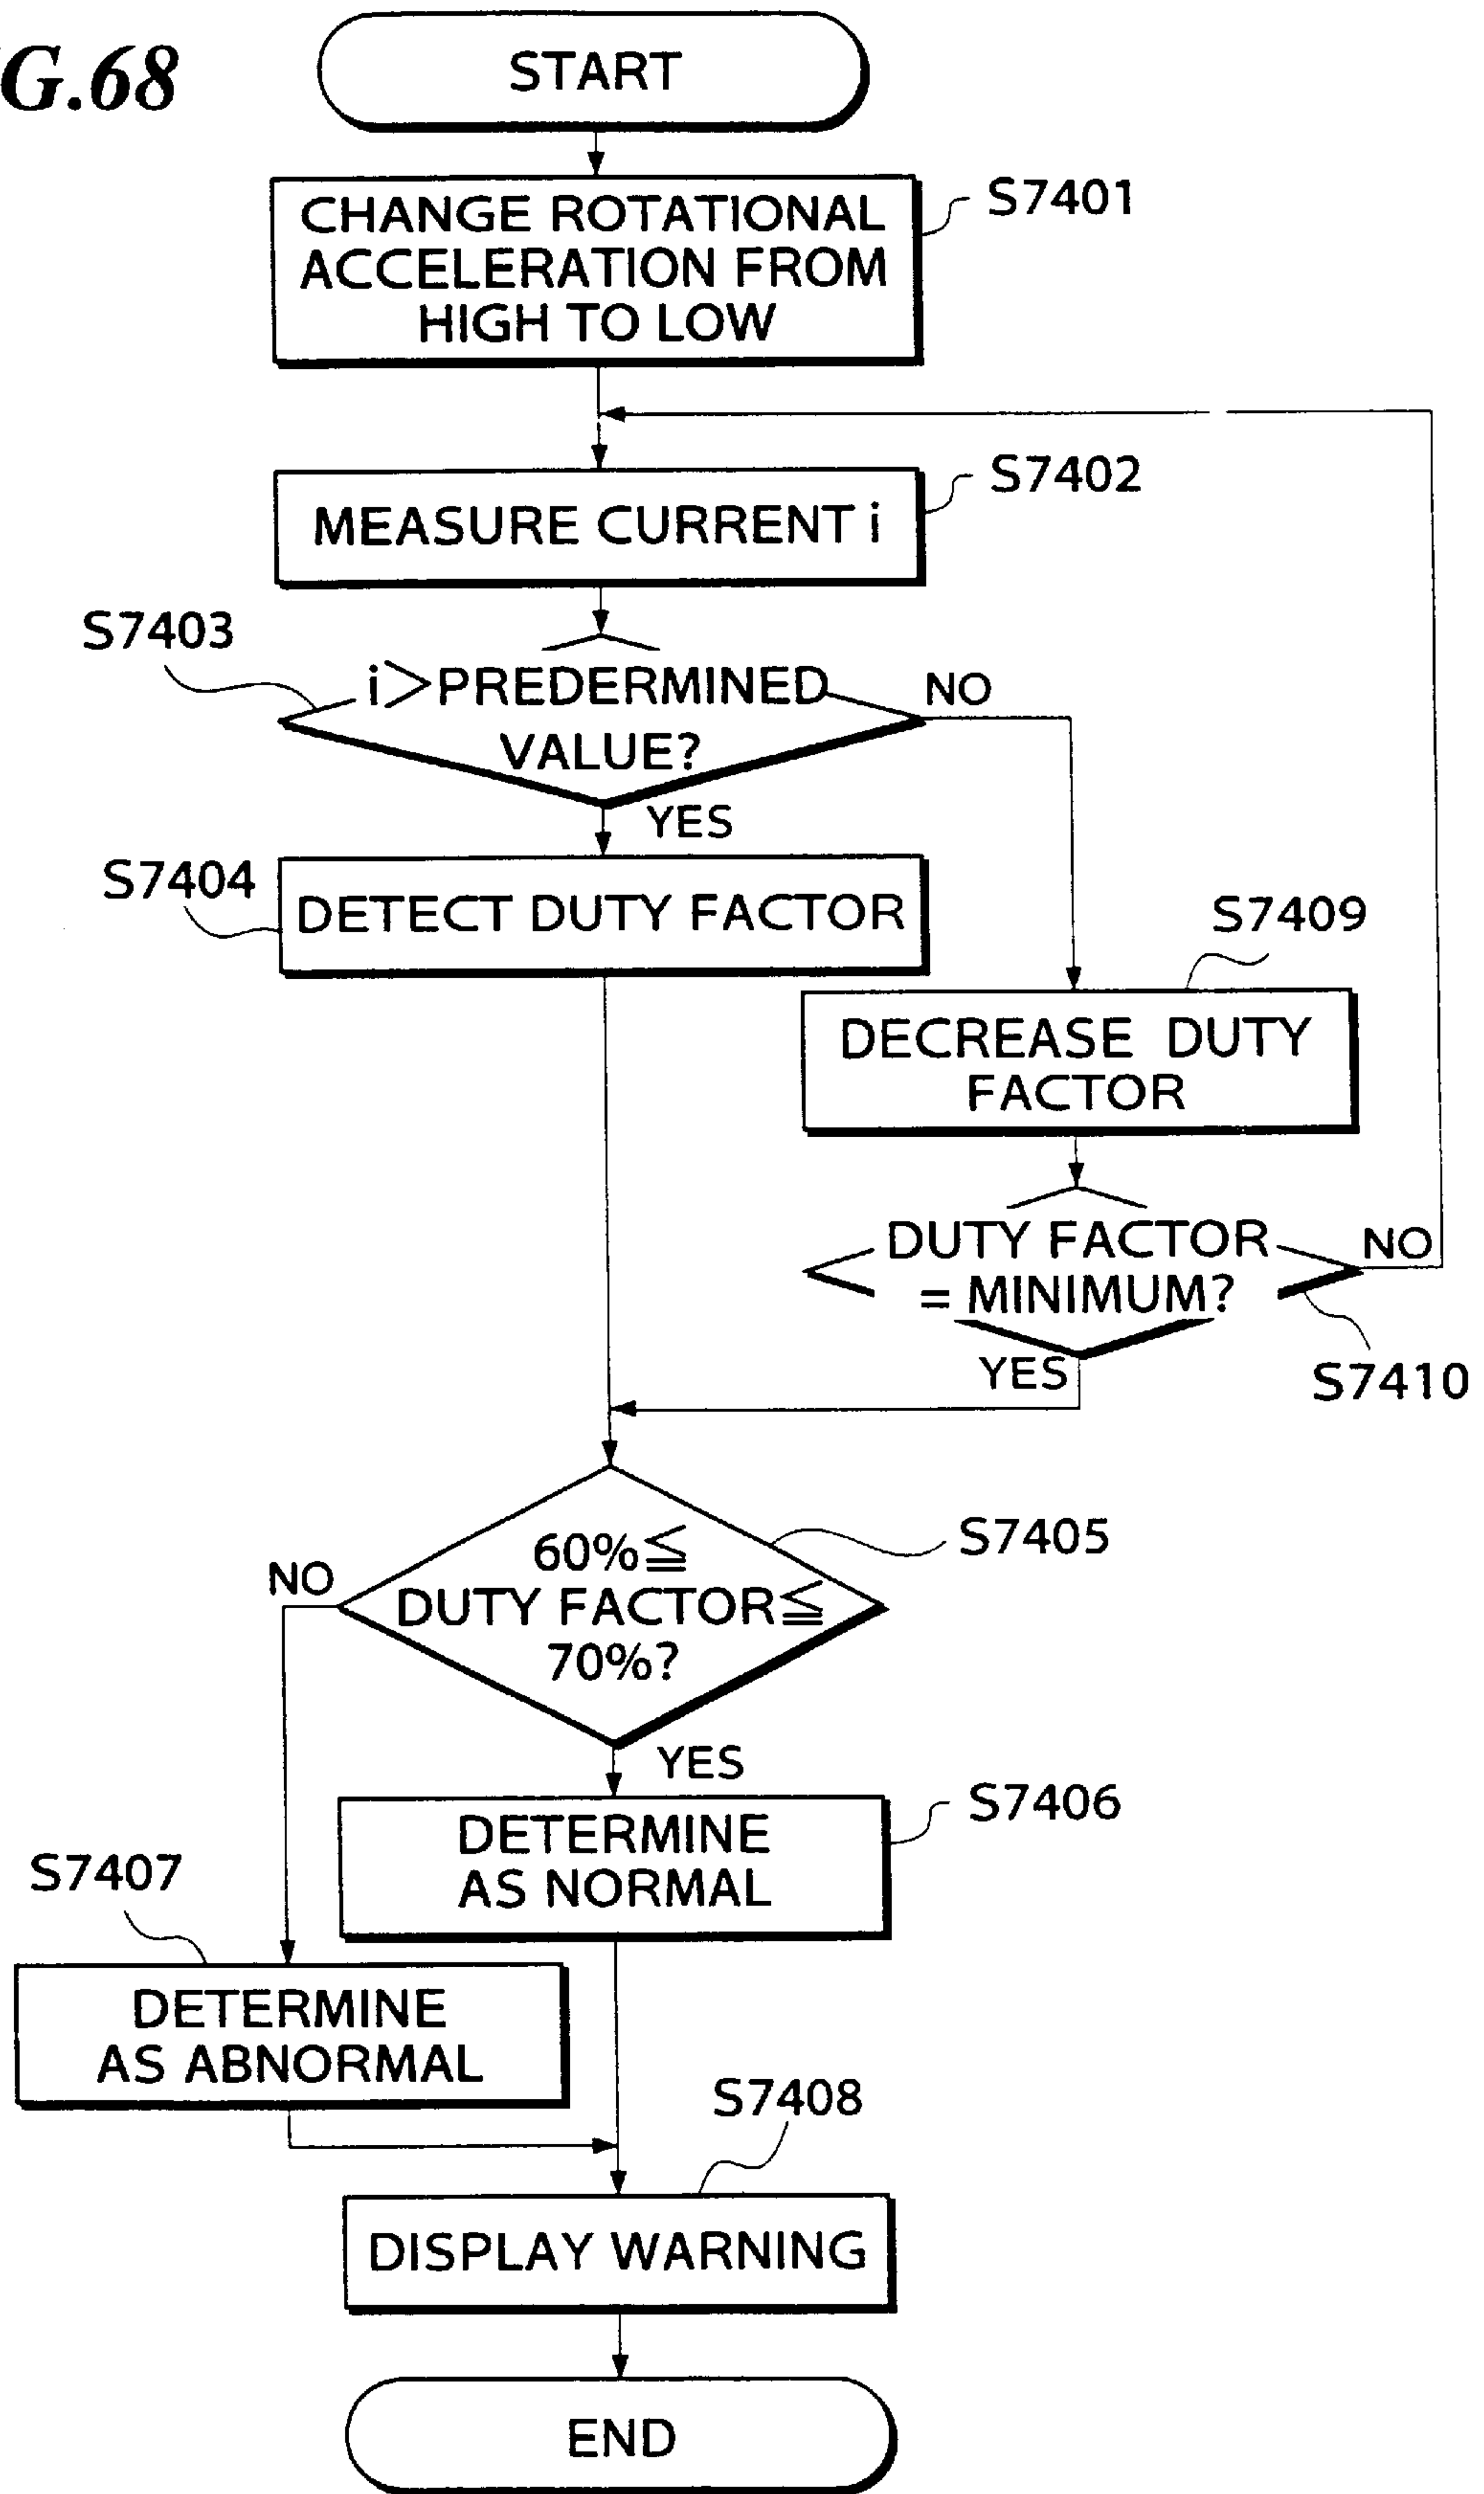 G.68
START
CHANGE ROTATIONAL
ACCELERATION FROM
HIGH TO LOW
S7401
MEASURE CURRENT i
S7402
S7403
i>PREDERMINED
VALUE?
NO
YES
S7404
DETECT DUTY FACTOR
S7409
DECREASE DUTY
FACTOR
DUTY FACTOR
= MINIMUM?
NO
YES
S7410
60%≦
DUTY FACTOR≦
70%?
S7405
NO
YES
DETERMINE
AS NORMAL
S7406
S7407
DETERMINE
AS ABNORMAL
S7408
DISPLAY WARNING
END